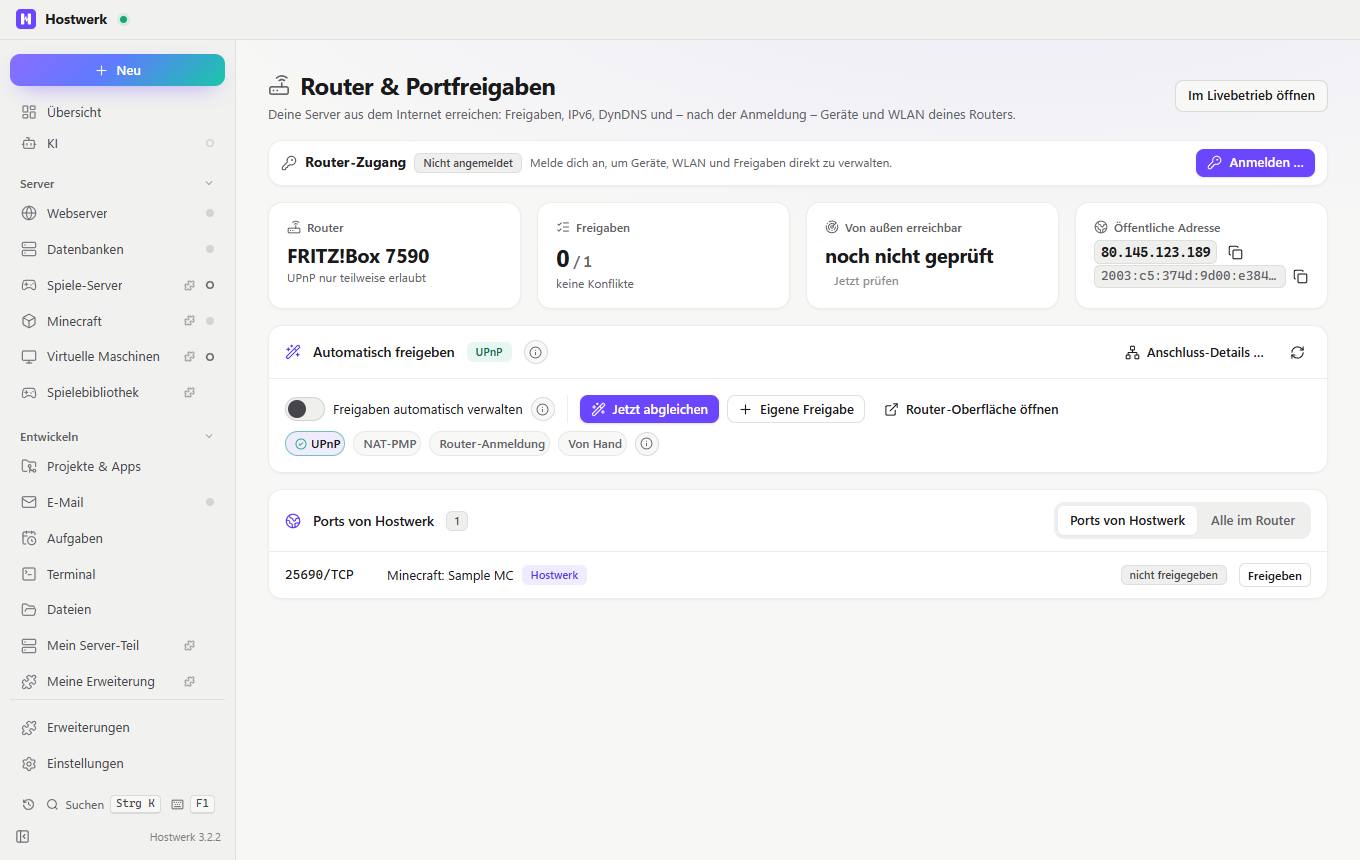 Hostwerk
Neu
Übersicht
KI
Server
Webserver
Datenbanken
Spiele-Server
Minecraft
Virtuelle Maschinen
Spielebibliothek
Entwickeln
Projekte & Apps
E-Mail
Aufgaben
Terminal
Dateien
Mein Server-Teil
Meine Erweiterung
Erweiterungen
Einstellungen
Suchen Strg K F1
Hostwerk 3.2.2
Router & Portfreigaben
Deine Server aus dem Internet erreichen: Freigaben, IPv6, DynDNS und – nach der Anmeldung – Geräte und WLAN deines Routers.
Im Livebetrieb öffnen
Router-Zugang Nicht angemeldet Melde dich an, um Geräte, WLAN und Freigaben direkt zu verwalten.
Anmelden ...
Router
FRITZ!Box 7590
UPnP nur teilweise erlaubt
Freigaben
0 / 1
keine Konflikte
Von außen erreichbar
noch nicht geprüft
Jetzt prüfen
Öffentliche Adresse
80.145.123.189
2003:c5:374d:9d00:e384…
Automatisch freigeben UPnP
Anschluss-Details ...
Freigaben automatisch verwalten
Jetzt abgleichen
Eigene Freigabe
Router-Oberfläche öffnen
UPnP NAT-PMP Router-Anmeldung Von Hand
Ports von Hostwerk 1
Ports von Hostwerk Alle im Router
25690/TCP Minecraft: Sample MC Hostwerk
nicht freigegeben Freigeben